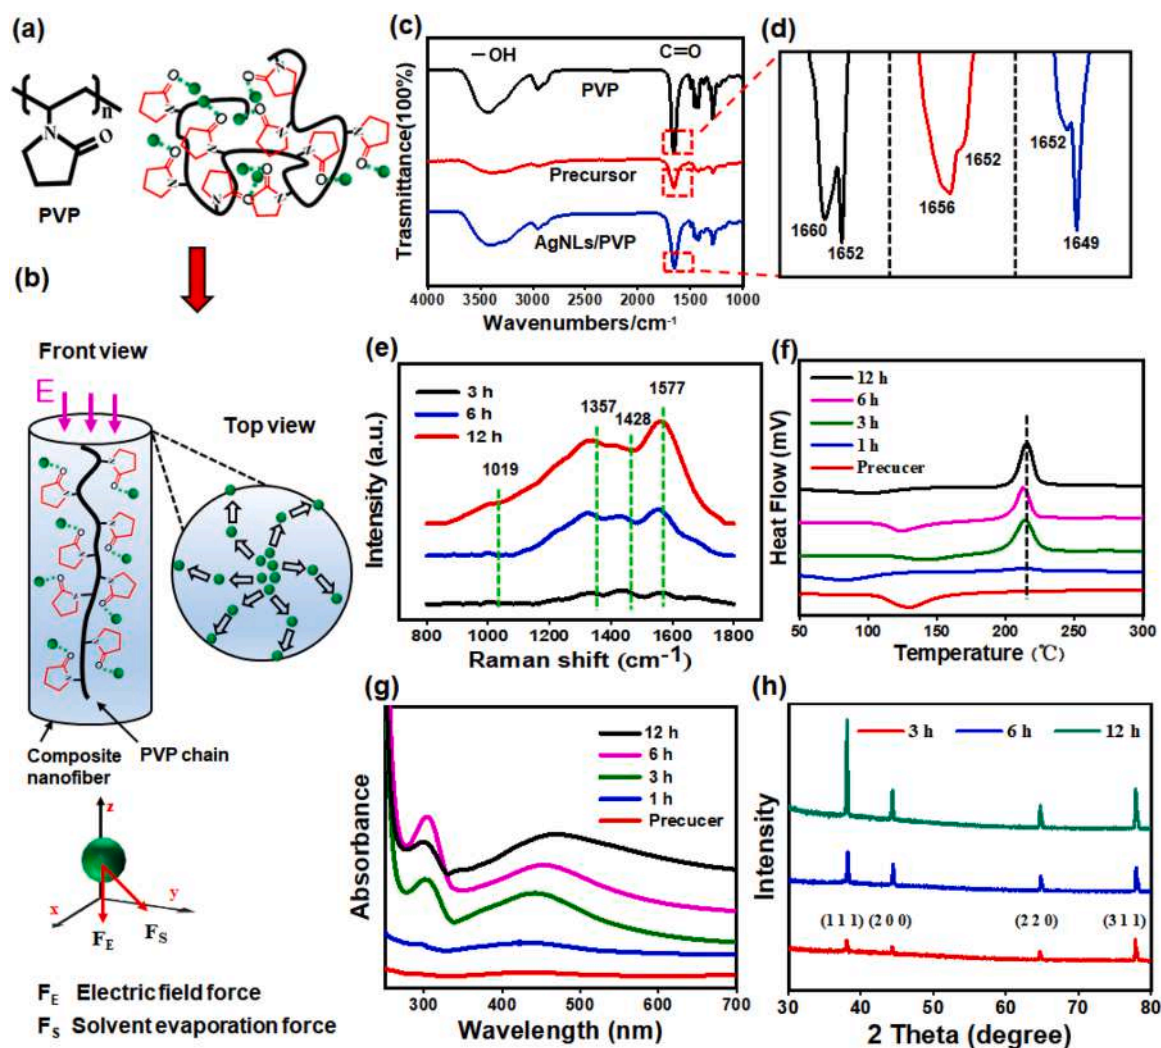 (a)
n
N
O
PVP
O
N
(b)
Front view
E
Top view
Composite
nanofiber
PVP chain
z
x
y
F_E
F_S
F_E Electric field force
F_S Solvent evaporation force
(c)
—OH
C=O
PVP
Precursor
AgNLs/PVP
Trasmittance(100%)
4000 3500 3000 2500 2000 1500 1000
Wavenumbers/cm⁻¹
(d)
1660
1652
1656
1652
1652
1649
(e)
3 h
6 h
12 h
1019
1357
1428
1577
Intensity (a.u.)
800 1000 1200 1400 1600 1800
Raman shift (cm⁻¹)
(f)
12 h
6 h
3 h
1 h
Precucer
Heat Flow (mV)
50 100 150 200 250 300
Temperature (℃)
(g)
12 h
6 h
3 h
1 h
Precucer
Absorbance
300 400 500 600 700
Wavelength (nm)
(h)
3 h 6 h 12 h
(1 1 1) (2 0 0) (2 2 0) (3 1 1)
Intensity
30 40 50 60 70 80
2 Theta (degree)